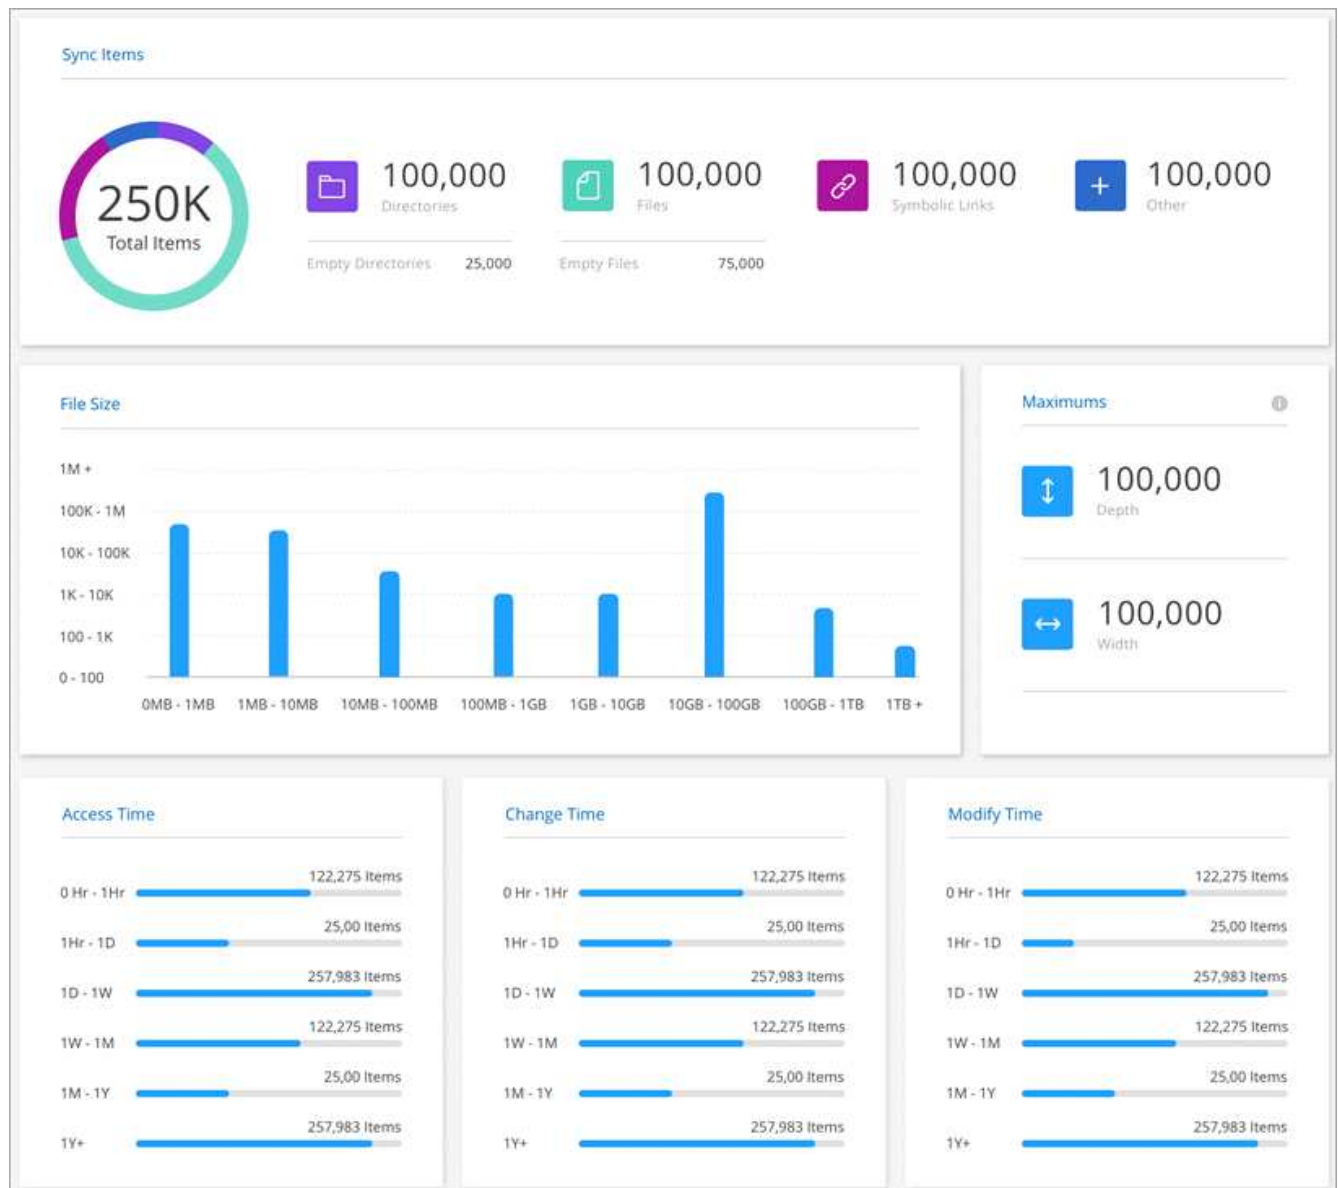 Sync Items
250K
Total Items
100,000
Directories
Empty Directories 25,000
100,000
Files
Empty Files 75,000
100,000
Symbolic Links
100,000
Other
File Size
1M +
100K - 1M
10K - 100K
1K - 10K
100 - 1K
0 - 100
0MB - 1MB 1MB - 10MB 10MB - 100MB 100MB - 1GB 1GB - 10GB 10GB - 100GB 100GB - 1TB 1TB +
Maximums
100,000
Depth
100,000
Width
Access Time
122,275 Items
0 Hr - 1Hr
25,00 Items
1Hr - 1D
257,983 Items
1D - 1W
122,275 Items
1W - 1M
25,00 Items
1M - 1Y
257,983 Items
1Y+
Change Time
122,275 Items
0 Hr - 1Hr
25,00 Items
1Hr - 1D
257,983 Items
1D - 1W
122,275 Items
1W - 1M
25,00 Items
1M - 1Y
257,983 Items
1Y+
Modify Time
122,275 Items
0 Hr - 1Hr
25,00 Items
1Hr - 1D
257,983 Items
1D - 1W
122,275 Items
1W - 1M
25,00 Items
1M - 1Y
257,983 Items
1Y+